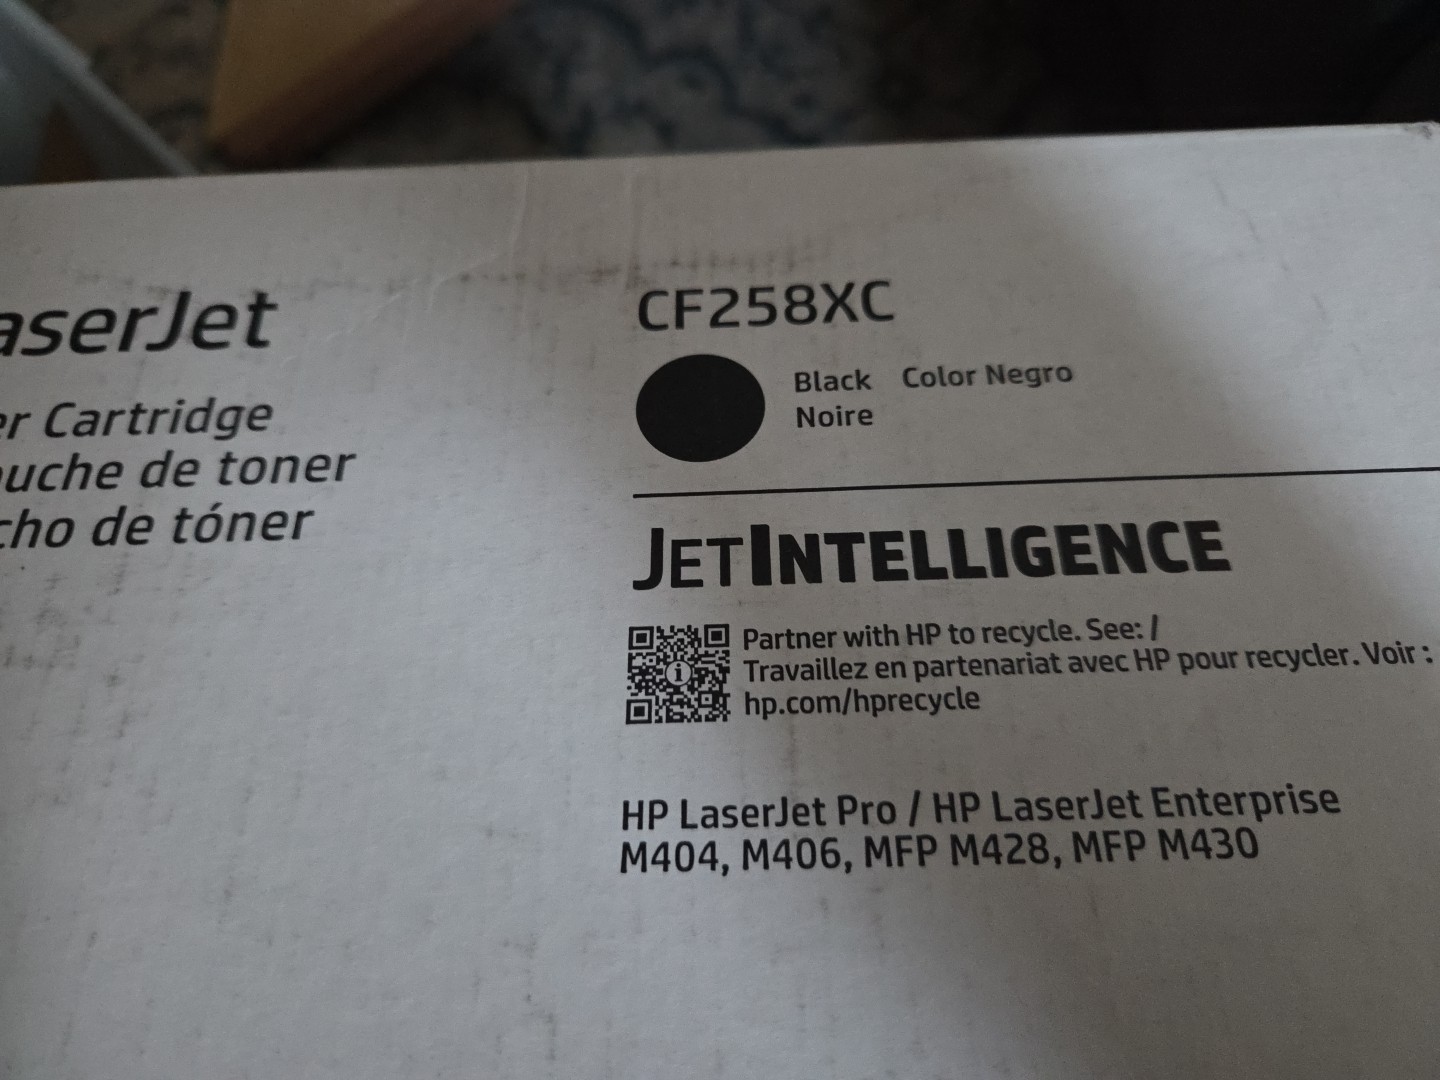 aserJet
er Cartridge
uche de toner
cho de tóner
CF258XC
Black Color Negro
Noire
JETINTELLIGENCE
Partner with HP to recycle. See: /
Travaillez en partenariat avec HP pour recycler. Voir :
hp.com/hprecycle
HP LaserJet Pro / HP LaserJet Enterprise
M404, M406, MFP M428, MFP M430